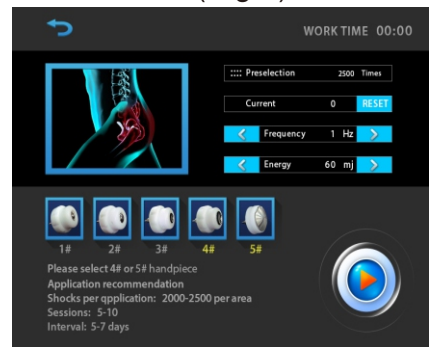 WORK TIME 00:00
:::: Preselection 2500 Times
Current 0 RESET
Frequency 1 Hz
Energy 60 mj
1# 2# 3# 4# 5#
Please select 4# or 5# handpiece
Application recommendation
Shocks per qpplication: 2000-2500 per area
Sessions: 5-10
Interval: 5-7 days